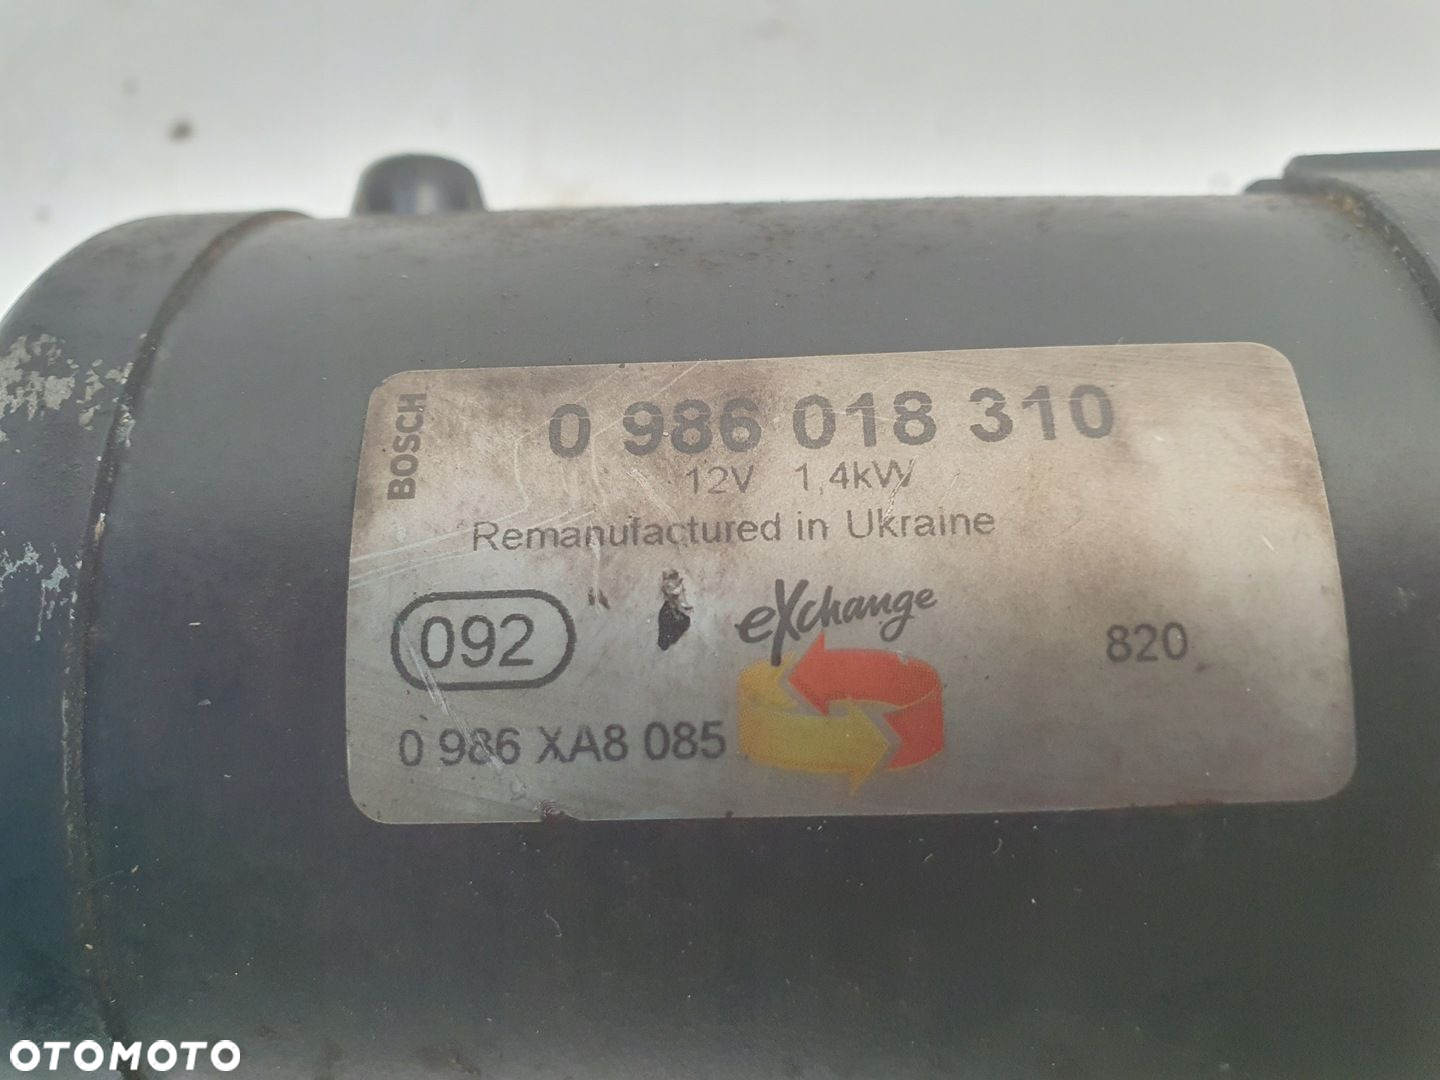 BOSCH
0 986 018 310
12V 1,4kW
Remanufactured in Ukraine
092
eXchange
820
0 986 XA8 085
OTOMOTO